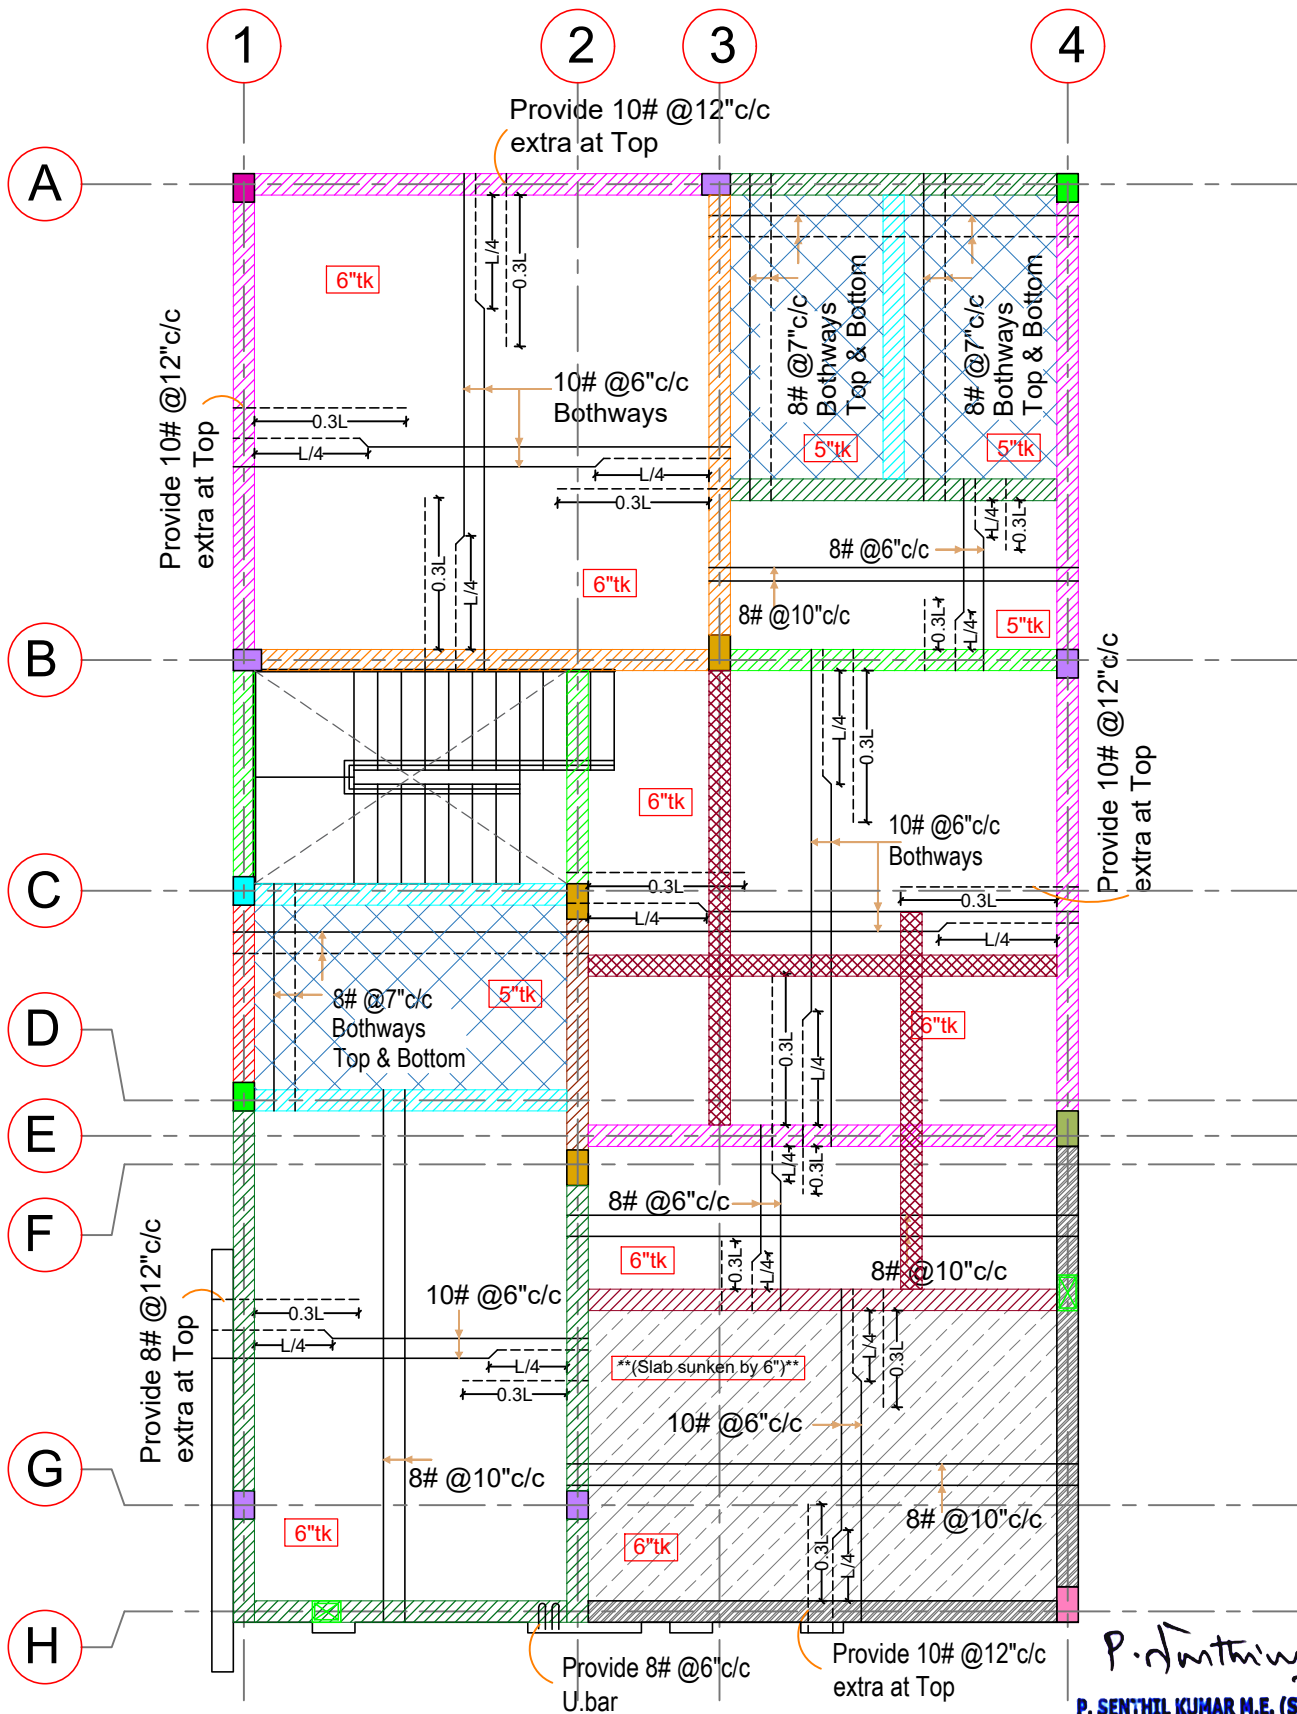 1
2
3
4
Provide 10# @12"c/c
extra at Top
A
6"tk
L/4
0.3L
8# @7"c/c
Bothways
Top & Bottom
8# @7"c/c
Bothways
Top & Bottom
Provide 10# @12"c/c
extra at Top
10# @6"c/c
Bothways
0.3L
L/4
5"tk
5"tk
L/4
0.3L
L/4
0.3L
8# @6"c/c
0.3L
L/4
6"tk
8# @10"c/c
0.3L
L/4
5"tk
B
L/4
0.3L
Provide 10# @12"c/c
extra at Top
6"tk
10# @6"c/c
Bothways
C
0.3L
L/4
0.3L
L/4
8# @7"c/c
Bothways
Top & Bottom
5"tk
D
6"tk
0.3L
L/4
E
L/4
0.3L
F
8# @6"c/c
6"tk
0.3L
L/4
8# @10"c/c
Provide 8# @12"c/c
extra at Top
10# @6"c/c
0.3L
L/4
L/4
0.3L
**(Slab sunken by 6")**
L/4
0.3L
10# @6"c/c
G
8# @10"c/c
8# @10"c/c
6"tk
6"tk
0.3L
L/4
H
Provide 8# @6"c/c
U.bar
Provide 10# @12"c/c
extra at Top
P. SENTHIL KUMAR M.E. (S